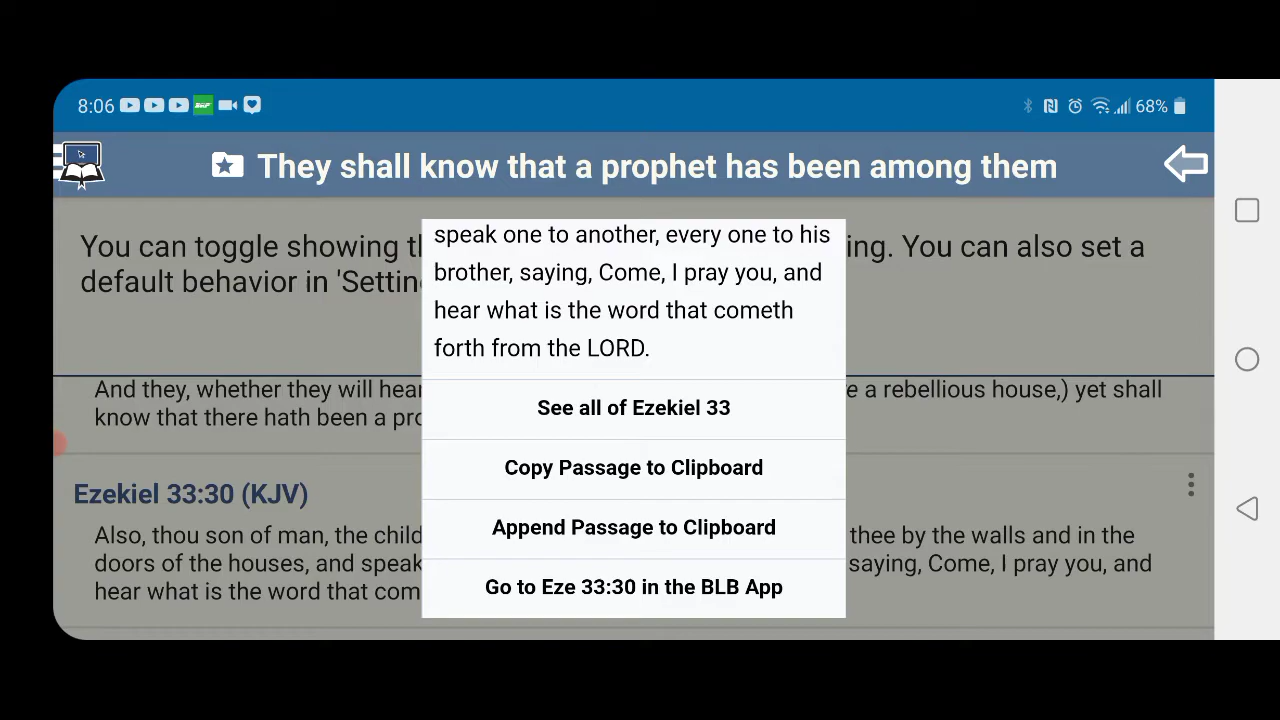 8:06
68%
They shall know that a prophet has been among them
You can toggle showing t
ing. You can also set a
default behavior in 'Settin
And they, whether they will hear
e a rebellious house,) yet shall
know that there hath been a pro
Ezekiel 33:30 (KJV)
Also, thou son of man, the child
thee by the walls and in the
doors of the houses, and speak
saying, Come, I pray you, and
hear what is the word that com
speak one to another, every one to his
brother, saying, Come, I pray you, and
hear what is the word that cometh
forth from the LORD.
See all of Ezekiel 33
Copy Passage to Clipboard
Append Passage to Clipboard
Go to Eze 33:30 in the BLB App